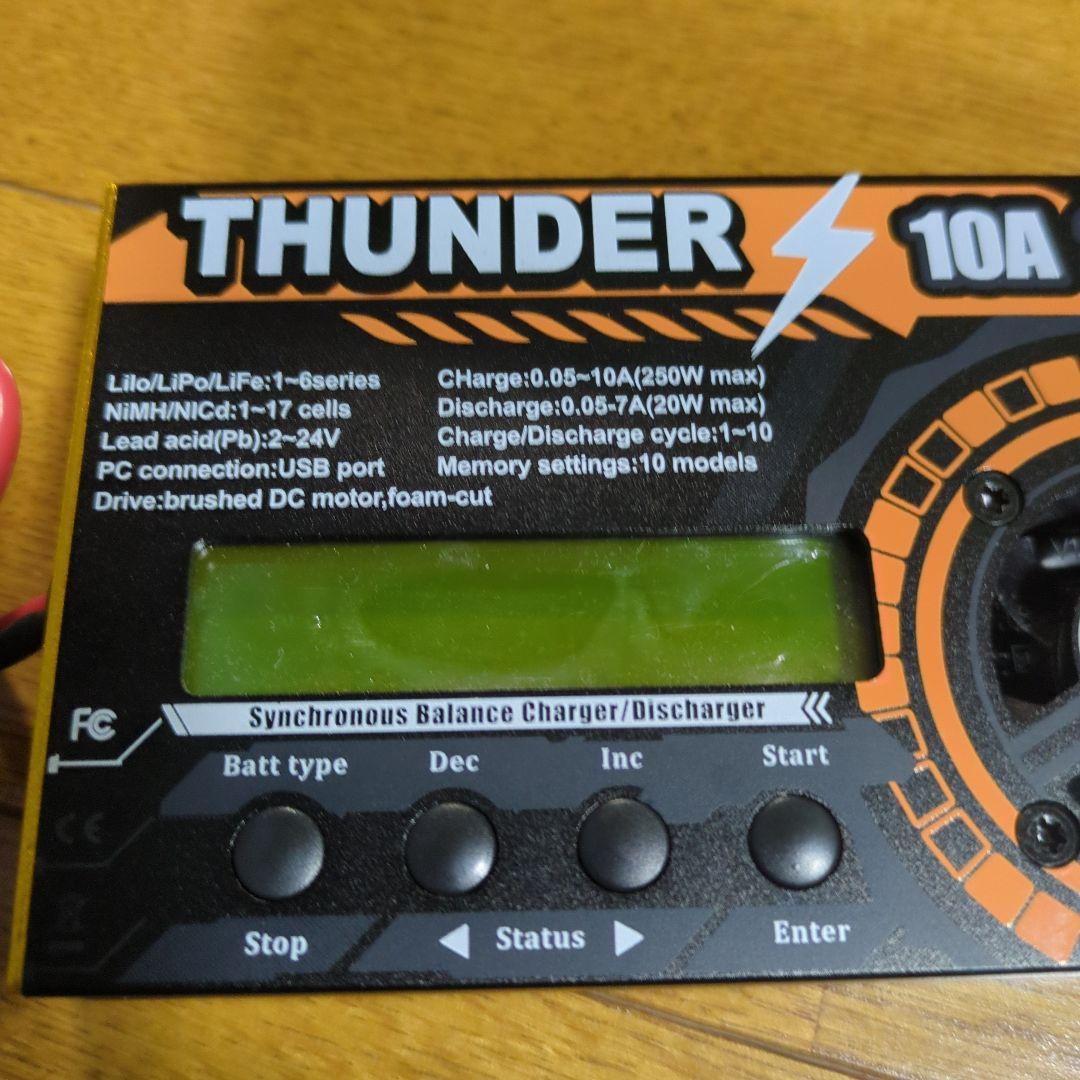 THUNDER 10A
LiIo/LiPo/LiFe:1~6series
NiMH/NICd:1~17 cells
Lead acid(Pb):2~24V
PC connection:USB port
Drive:brushed DC motor,foam-cut
CHarge:0.05~10A(250W max)
Discharge:0.05-7A(20W max)
Charge/Discharge cycle:1~10
Memory settings:10 models
FC
Synchronous Balance Charger/Discharger
Batt type Dec Inc Start
CE
Stop Status Enter